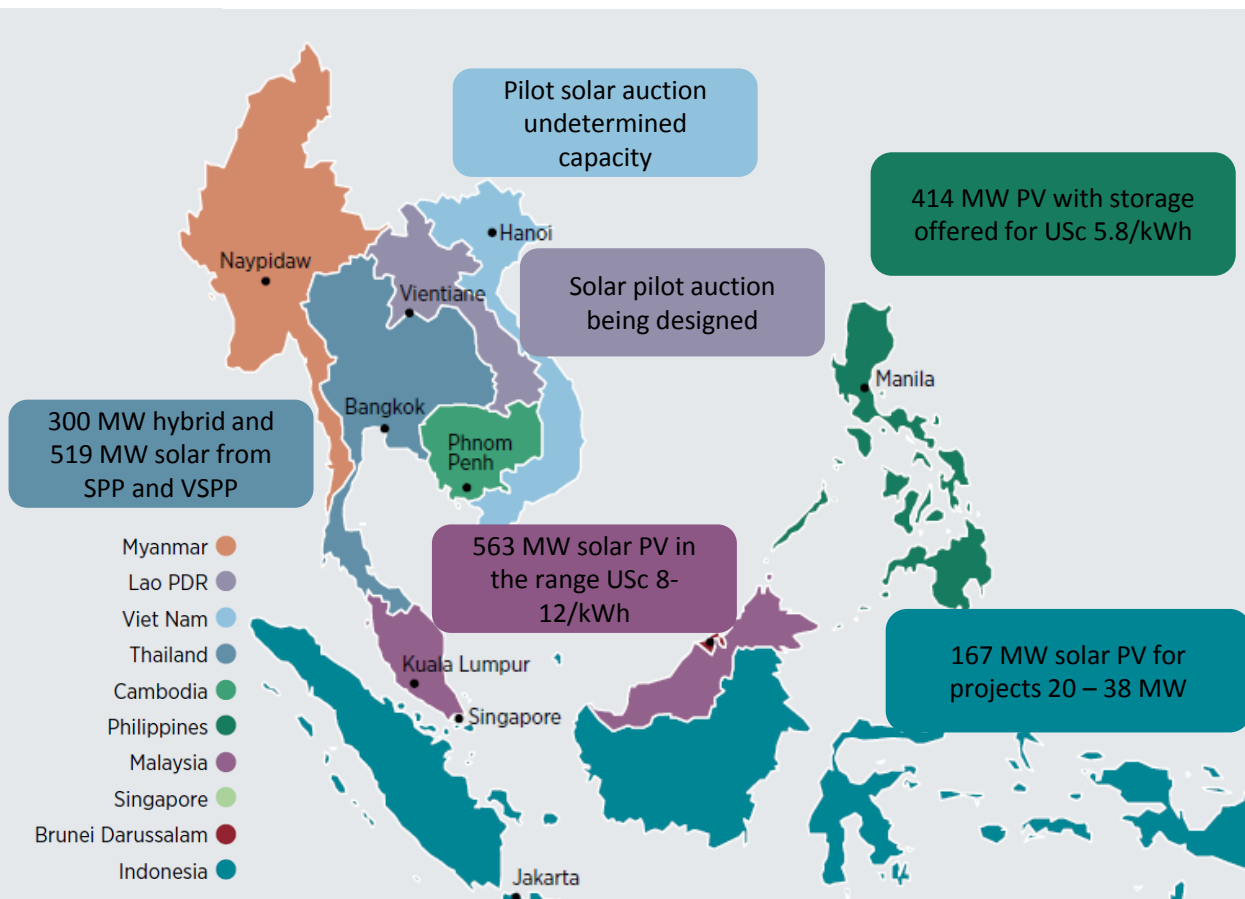 Pilot solar auction
undetermined
capacity
414 MW PV with storage
offered for USc 5.8/kWh
Hanoi
Naypidaw
Solar pilot auction
being designed
Vientiane
Manila
300 MW hybrid and
519 MW solar from
SPP and VSPP
Bangkok
Phnom
Penh
563 MW solar PV in
the range USc 8-
12/kWh
167 MW solar PV for
projects 20 – 38 MW
Kuala Lumpur
Singapore
Jakarta
Myanmar
Lao PDR
Viet Nam
Thailand
Cambodia
Philippines
Malaysia
Singapore
Brunei Darussalam
Indonesia